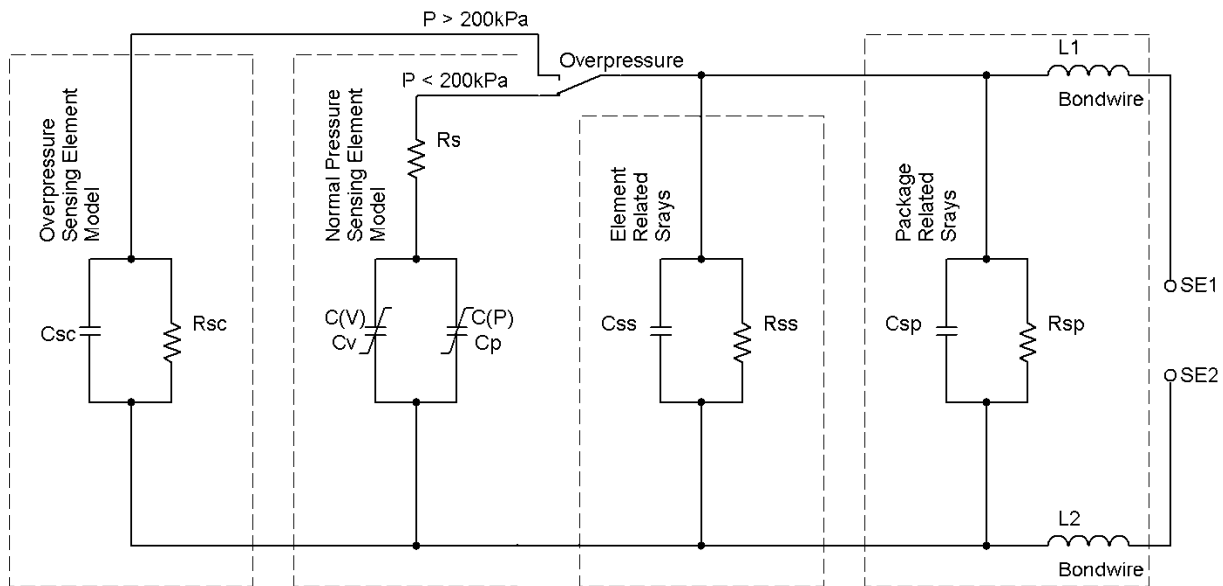 P > 200kPa
Overpressure
P < 200kPa
L1
Bondwire
Overpressure
Sensing Element
Model
Rs
Normal Pressure
Sensing Element
Model
Element
Related
Srays
Package
Related
Srays
Csc
Rsc
C(V)
Cv
C(P)
Cp
Css
Rss
Csp
Rsp
SE1
SE2
L2
Bondwire